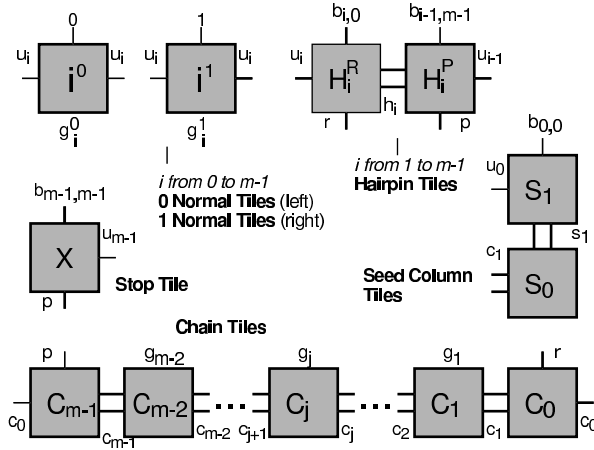 0 1 b_{i,0} b_{i-1,m-1}
u_i i^0 u_i u_i i^1 u_i u_i H_i^R H_i^P u_{i-1}
h_i
g_i^0 g_i^1 r p
i from 0 to m-1
0 Normal Tiles (left)
1 Normal Tiles (right)
i from 1 to m-1
Hairpin Tiles
b_{0,0}
u_0 S_1
s_1
c_1 S_0
Seed Column
Tiles
b_{m-1,m-1}
X u_{m-1}
p
Stop Tile
Chain Tiles
p g_{m-2} g_j g_1 r
C_{m-1} C_{m-2} ... C_j ... C_1 C_0
c_0 c_{m-1} c_{m-2} c_{j+1} c_j c_2 c_1 c_0